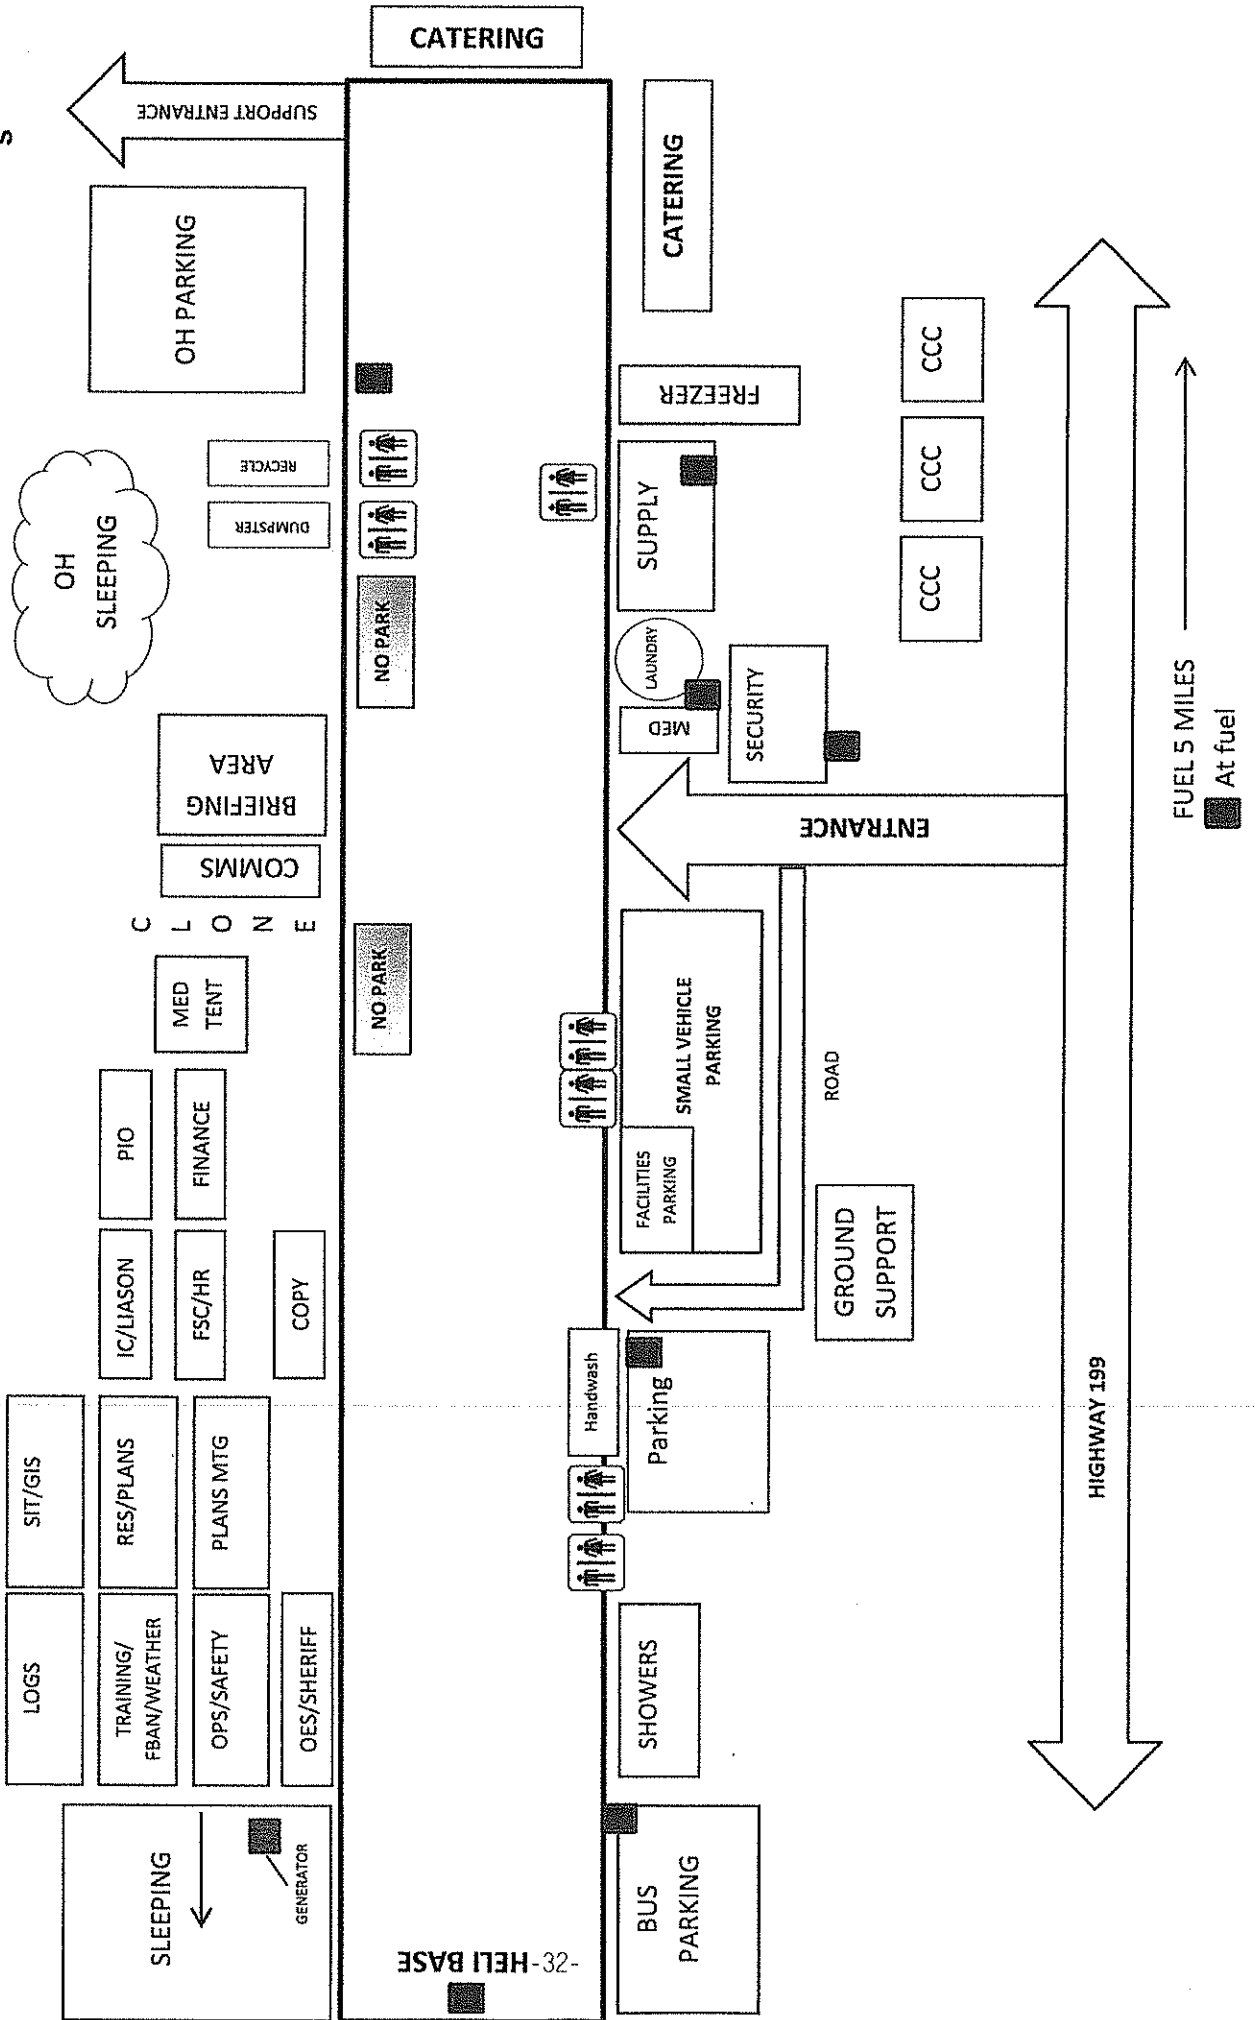 CATERING
S
SUPPORT ENTRANCE
OH PARKING
CATERING
FREEZER
RECYCLE
DUMPSTER
OH
SLEEPING
NO PARK
SUPPLY
CCC
CCC
CCC
LAUNDRY
MED
SECURITY
BRIEFING
AREA
COMMS
C L O N E
ENTRANCE
FUEL 5 MILES
At fuel
MED
TENT
NO PARK
SMALL VEHICLE
PARKING
FACILITIES
PARKING
ROAD
PIO
FINANCE
IC/LIASON
FSC/HR
COPY
GROUND
SUPPORT
Handwash
Parking
HIGHWAY 199
SIT/GIS
RES/PLANS
PLANS MTG
LOGS
TRAINING/
FBAN/WEATHER
OPS/SAFETY
OES/SHERIFF
SHOWERS
SLEEPING
GENERATOR
BUS
PARKING
HELI BASE
-32-